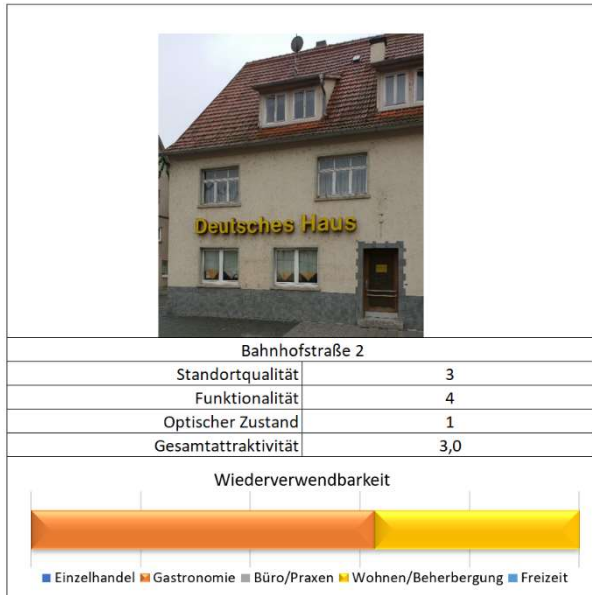 Deutsches Haus
Bahnhofstraße 2
Standortqualität 3
Funktionalität 4
Optischer Zustand 1
Gesamtattraktivität 3,0
Wiederverwendbarkeit
Einzelhandel Gastronomie Büro/Praxen Wohnen/Beherbergung Freizeit